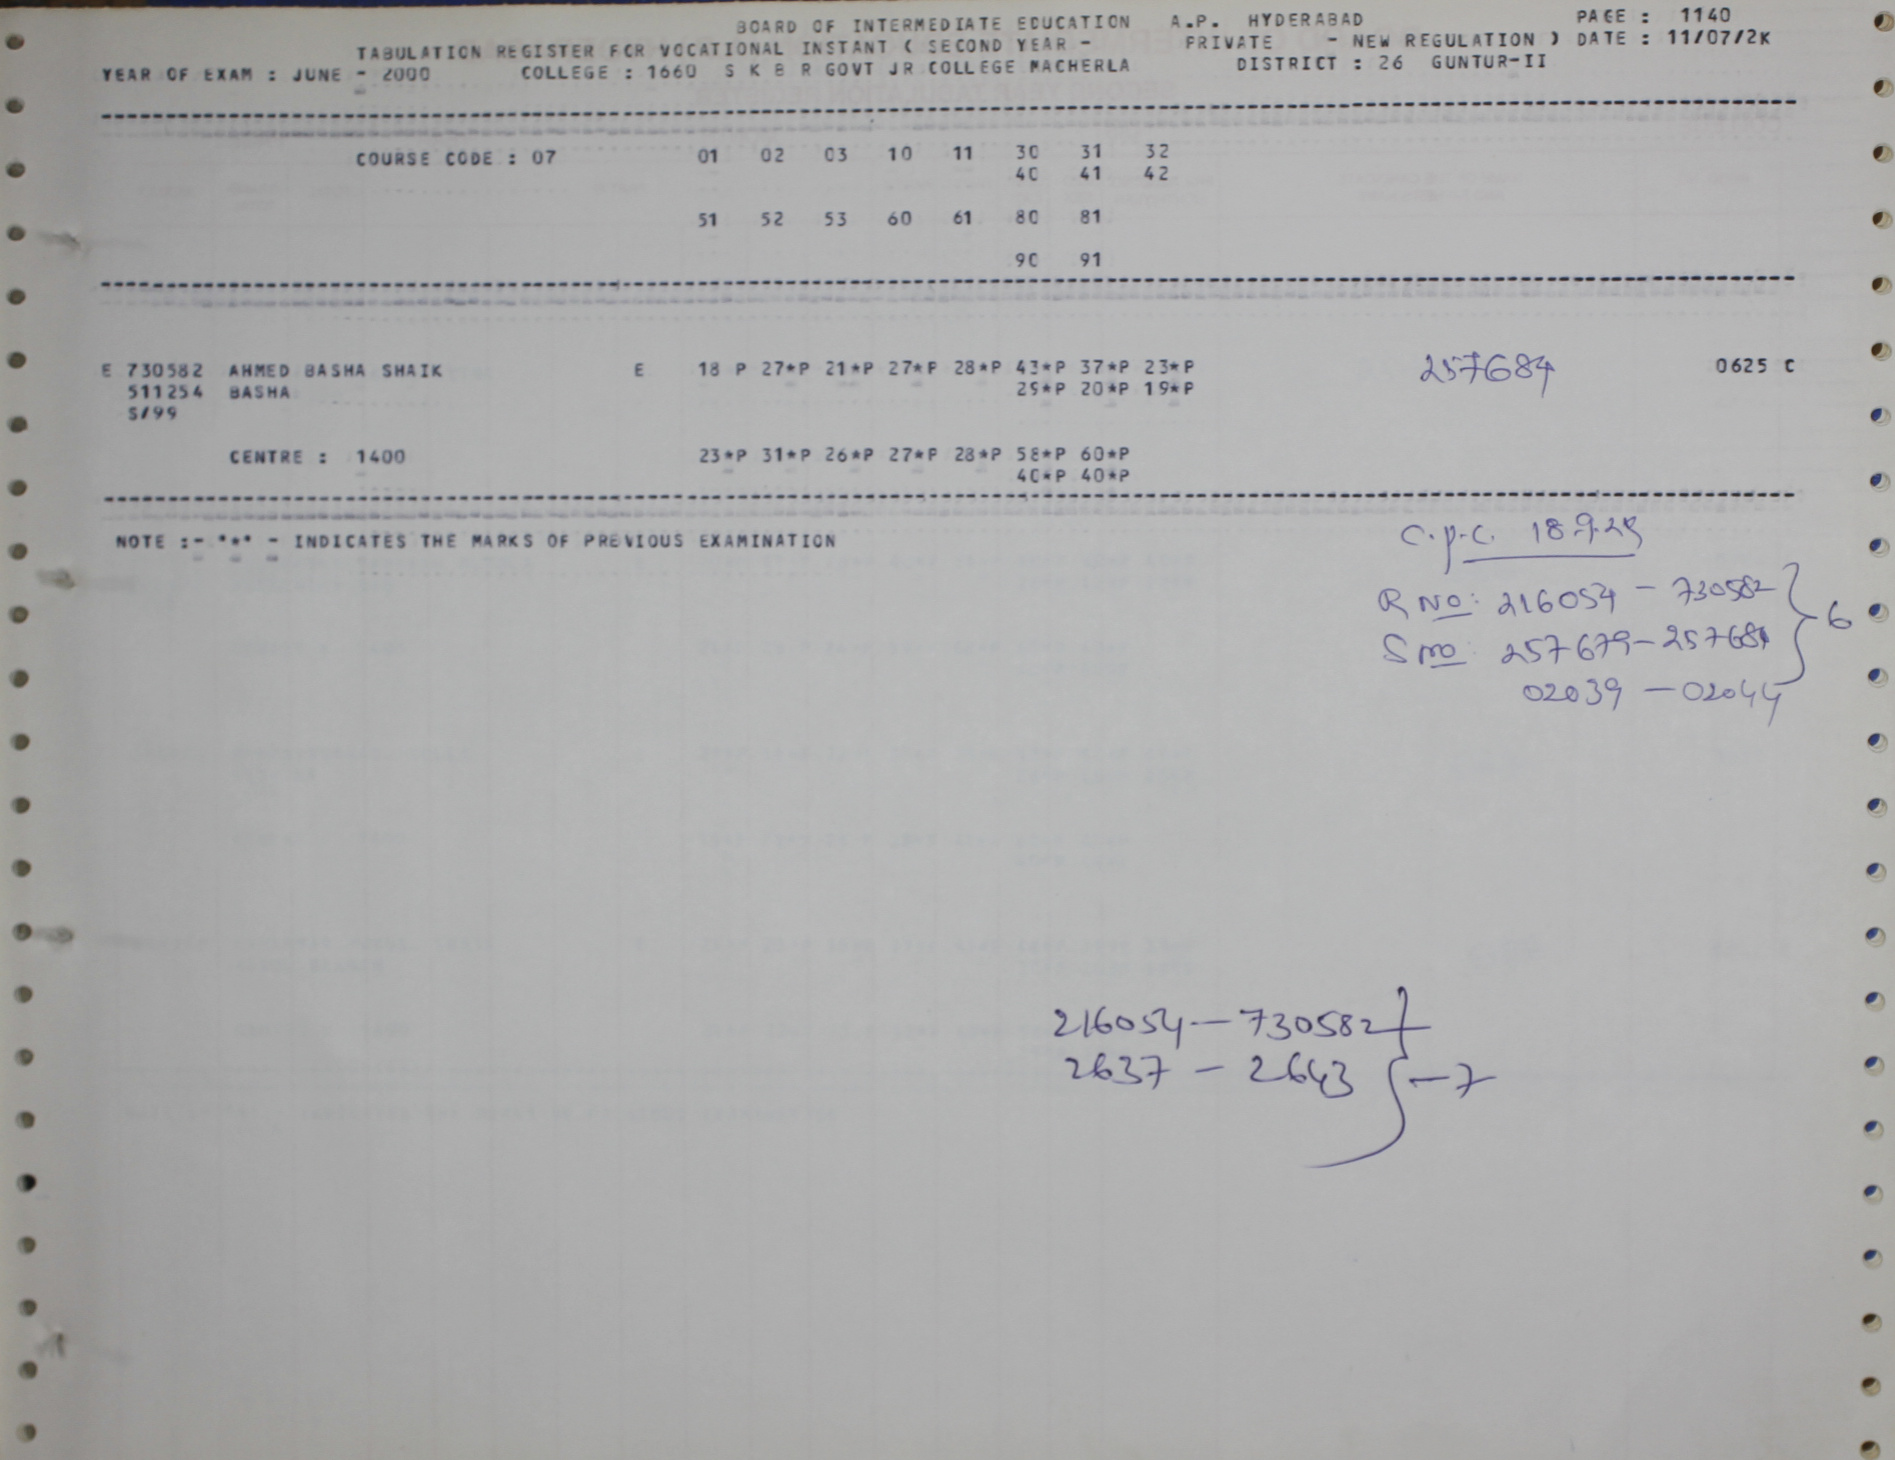 BOARD OF INTERMEDIATE EDUCATION A.P. HYDERABAD PAGE : 1140
TABULATION REGISTER FOR VOCATIONAL INSTANT ( SECOND YEAR - PRIVATE - NEW REGULATION ) DATE : 11/07/2K
YEAR OF EXAM : JUNE - 2000 COLLEGE : 1660 S K B R GOVT JR COLLEGE MACHERLA DISTRICT : 26 GUNTUR-II
COURSE CODE : 07 01 02 03 10 11 30 31 32
40 41 42
51 52 53 60 61 80 81
90 91
E 730582 AHMED BASHA SHAIK E 18 P 27*P 21*P 27*P 28*P 43*P 37*P 23*P 257684 0625 C
511254 BASHA 29*P 20*P 19*P
S/99
CENTRE : 1400 23*P 31*P 26*P 27*P 28*P 58*P 60*P
40*P 40*P
NOTE :- "*" - INDICATES THE MARKS OF PREVIOUS EXAMINATION
C.P.C. 18.9.2K
R No: 216054 - 730582 } 6
S no: 257679-257684
02039 - 02044
216054 - 730582
2637 - 2643 } - 7